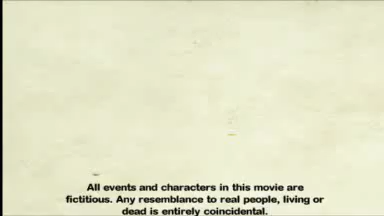 All events and characters in this movie are
fictitious. Any resemblance to real people, living or
dead is entirely coincidental.